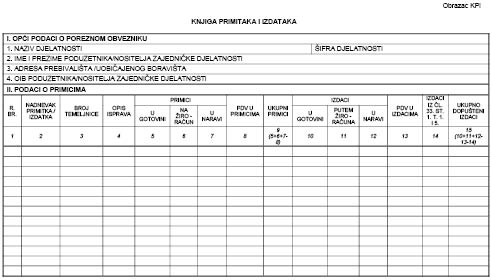 Obrazac KPI
KNJIGA PRIMITAKA I IZDATAKA
I. OPĆI PODACI O POREZNOM OBVEZNIKU
1. NAZIV DJELATNOSTI ŠIFRA DJELATNOSTI
2. IME I PREZIME PODUZETNIKA/NOSITELJA ZAJEDNIČKE DJELATNOSTI
3. ADRESA PREBIVALIŠTA /UOBIČAJENOG BORAVIŠTA
4. OIB PODUZETNIKA/NOSITELJA ZAJEDNIČKE DJELATNOSTI
II. PODACI O PRIMICIMA
R. BR.
NADNEVAK PRIMITKA / IZDATKA
BROJ TEMELJNICE
OPIS ISPRAVA
PRIMICI
U GOTOVINI
NA ŽIRO - RAČUN
U NARAVI
PDV U PRIMICIMA
UKUPNI PRIMICI
IZDACI
U GOTOVINI
PUTEM ŽIRO - RAČUNA
U NARAVI
PDV U IZDACIMA
IZDACI IZ ČL. 33. ST. 1. T. 1. I 5.
UKUPNO DOPUŠTENI IZDACI
1 2 3 4 5 6 7 8 9 (5+6+7-8) 10 11 12 13 14 15 (10+11+12-13-14)